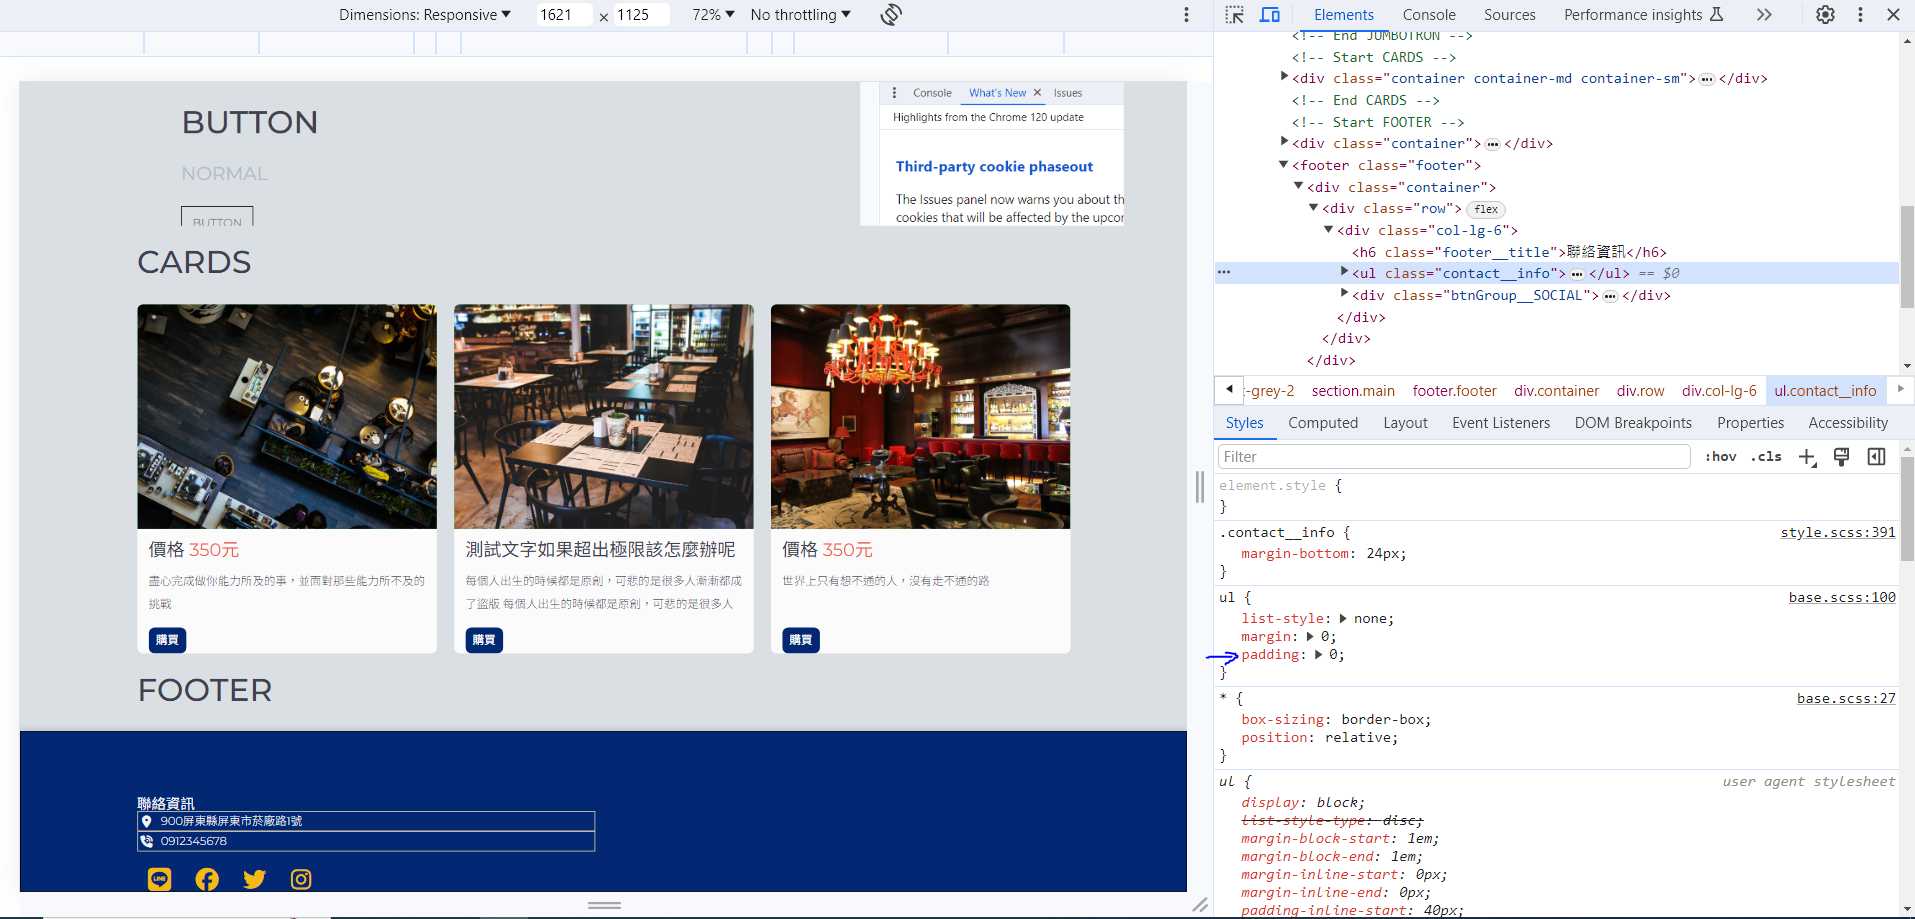 Dimensions: Responsive ▼ 1621 × 1125 72% ▼ No throttling ▼
BUTTON
NORMAL
BUTTON
Console What's New × Issues
Highlights from the Chrome 120 update
Third-party cookie phaseout
The Issues panel now warns you about th
cookies that will be affected by the upcor
CARDS
價格 350元
盡心完成做你能力所及的事，並面對那些能力所不及的
挑戰
購買
測試文字如果超出極限該怎麼辦呢
每個人出生的時候都是原創，可悲的是很多人漸漸都成
了盜版 每個人出生的時候都是原創，可悲的是很多人
購買
價格 350元
世界上只有想不通的人，沒有走不通的路
購買
FOOTER
聯絡資訊
900屏東縣屏東市菸廠路1號
0912345678
LINE
Elements Console Sources Performance insights
<!-- End JUMBOTRON -->
<!-- Start CARDS -->
<div class="container container-md container-sm"> ••• </div>
<!-- End CARDS -->
<!-- Start FOOTER -->
<div class="container"> ••• </div>
<footer class="footer">
<div class="container">
<div class="row"> flex
<div class="col-lg-6">
<h6 class="footer__title">聯絡資訊</h6>
<ul class="contact__info"> ••• </ul> == $0
<div class="btnGroup__SOCIAL"> ••• </div>
</div>
</div>
</div>
-grey-2 section.main footer.footer div.container div.row div.col-lg-6 ul.contact__info
Styles Computed Layout Event Listeners DOM Breakpoints Properties Accessibility
Filter :hov .cls
element.style {
}
.contact__info { style.scss:391
margin-bottom: 24px;
}
ul { base.scss:100
list-style: none;
margin: 0;
padding: 0;
}
* { base.scss:27
box-sizing: border-box;
position: relative;
}
ul { user agent stylesheet
display: block;
list-style-type: disc;
margin-block-start: 1em;
margin-block-end: 1em;
margin-inline-start: 0px;
margin-inline-end: 0px;
padding-inline-start: 40px;